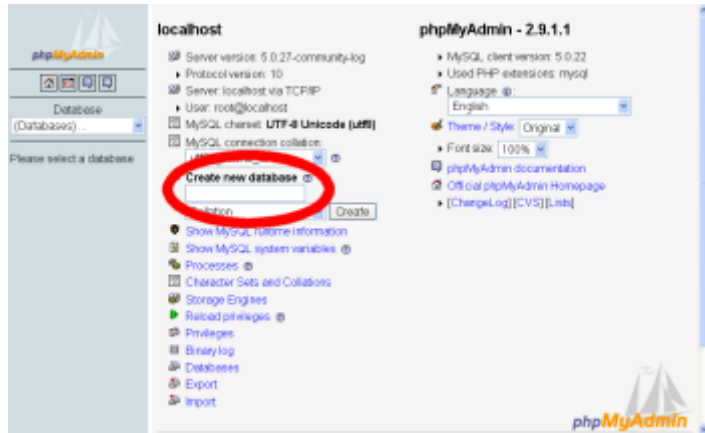 phpMyAdmin
Database
(Databases)...
Please select a database
localhost
Server version: 5.0.27-community-log
Protocol version: 10
Server: localhost via TCP/IP
User: root@localhost
MySQL charset: UTF-8 Unicode (utf8)
MySQL connection collation:
Create new database
Collation
Create
Show MySQL runtime information
Show MySQL system variables
Processes
Character Sets and Collations
Storage Engines
Reload privileges
Privileges
Binary log
Databases
Export
Import
phpMyAdmin - 2.9.1.1
MySQL client version: 5.0.22
Used PHP extensions: mysql
Language
English
Theme / Style: Original
Font size: 100%
phpMyAdmin documentation
Official phpMyAdmin Homepage
[ChangeLog] [CVS] [Lists]
phpMyAdmin